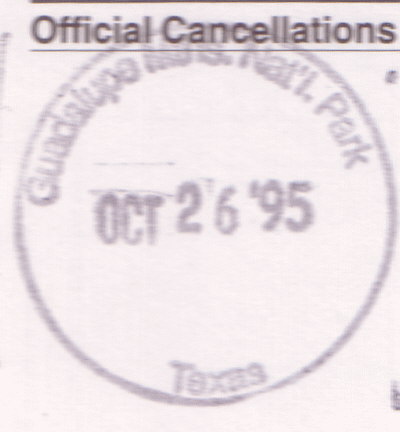 Official Cancellations
Guadalupe Mtns. Nat'l. Park
OCT 26 '95
Texas